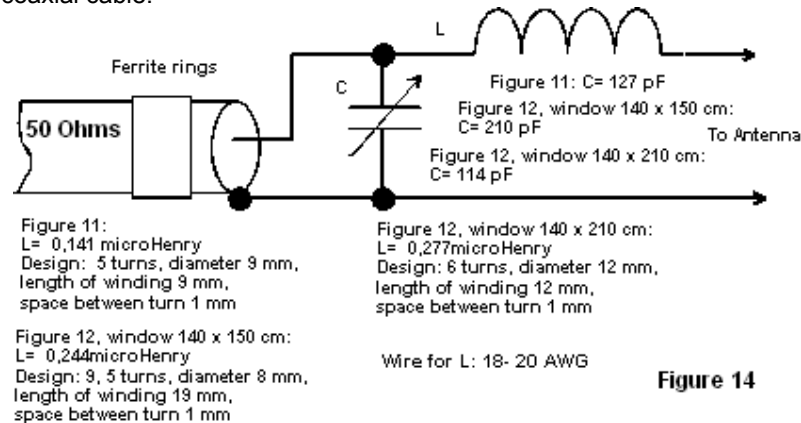 coaxial cable.
L
Ferrite rings
C
Figure 11: C= 127 pF
Figure 12, window 140 x 150 cm:
C= 210 pF
To Antenna
50 Ohms
Figure 12, window 140 x 210 cm:
C= 114 pF
Figure 11:
L= 0,141 microHenry
Design: 5 turns, diameter 9 mm,
length of winding 9 mm,
space between turn 1 mm
Figure 12, window 140 x 210 cm:
L= 0,277microHenry
Design: 6 turns, diameter 12 mm,
length of winding 12 mm,
space between turn 1 mm
Figure 12, window 140 x 150 cm:
L= 0,244microHenry
Design: 9, 5 turns, diameter 8 mm,
length of winding 19 mm,
space between turn 1 mm
Wire for L: 18- 20 AWG
Figure 14